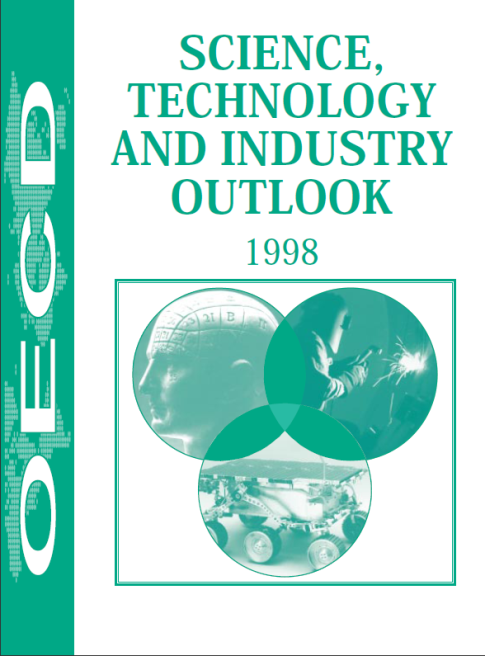 SCIENCE,
TECHNOLOGY
AND INDUSTRY
OUTLOOK
1998
OECD